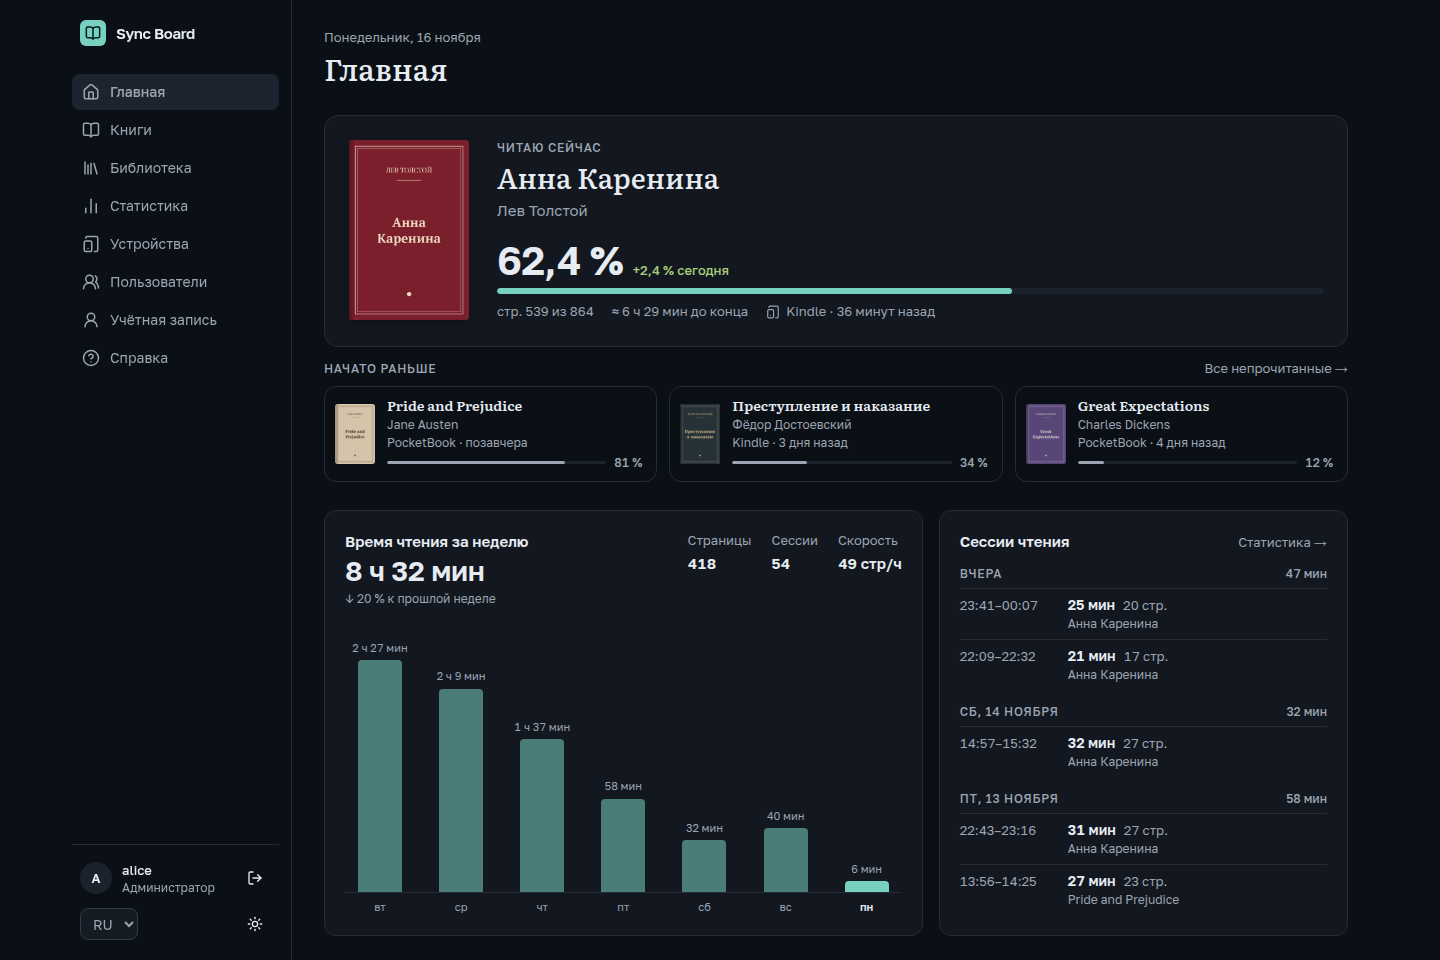 Sync Board
Главная
Книги
Библиотека
Статистика
Устройства
Пользователи
Учётная запись
Справка
A
alice
Администратор
RU
Понедельник, 16 ноября
Главная
ЛЕВ ТОЛСТОЙ
Анна
Каренина
ЧИТАЮ СЕЙЧАС
Анна Каренина
Лев Толстой
62,4 % +2,4 % сегодня
стр. 539 из 864 ≈ 6 ч 29 мин до конца Kindle · 36 минут назад
НАЧАТО РАНЬШЕ
Все непрочитанные →
Pride and
Prejudice
Pride and Prejudice
Jane Austen
PocketBook · позавчера
81 %
Преступление
и наказание
Преступление и наказание
Фёдор Достоевский
Kindle · 3 дня назад
34 %
Great
Expectations
Great Expectations
Charles Dickens
PocketBook · 4 дня назад
12 %
Время чтения за неделю
8 ч 32 мин
↓ 20 % к прошлой неделе
Страницы Сессии Скорость
418 54 49 стр/ч
2 ч 27 мин
2 ч 9 мин
1 ч 37 мин
58 мин
32 мин
40 мин
6 мин
вт ср чт пт сб вс пн
Сессии чтения
Статистика →
ВЧЕРА 47 мин
23:41–00:07 25 мин 20 стр.
Анна Каренина
22:09–22:32 21 мин 17 стр.
Анна Каренина
СБ, 14 НОЯБРЯ 32 мин
14:57–15:32 32 мин 27 стр.
Анна Каренина
ПТ, 13 НОЯБРЯ 58 мин
22:43–23:16 31 мин 27 стр.
Анна Каренина
13:56–14:25 27 мин 23 стр.
Pride and Prejudice